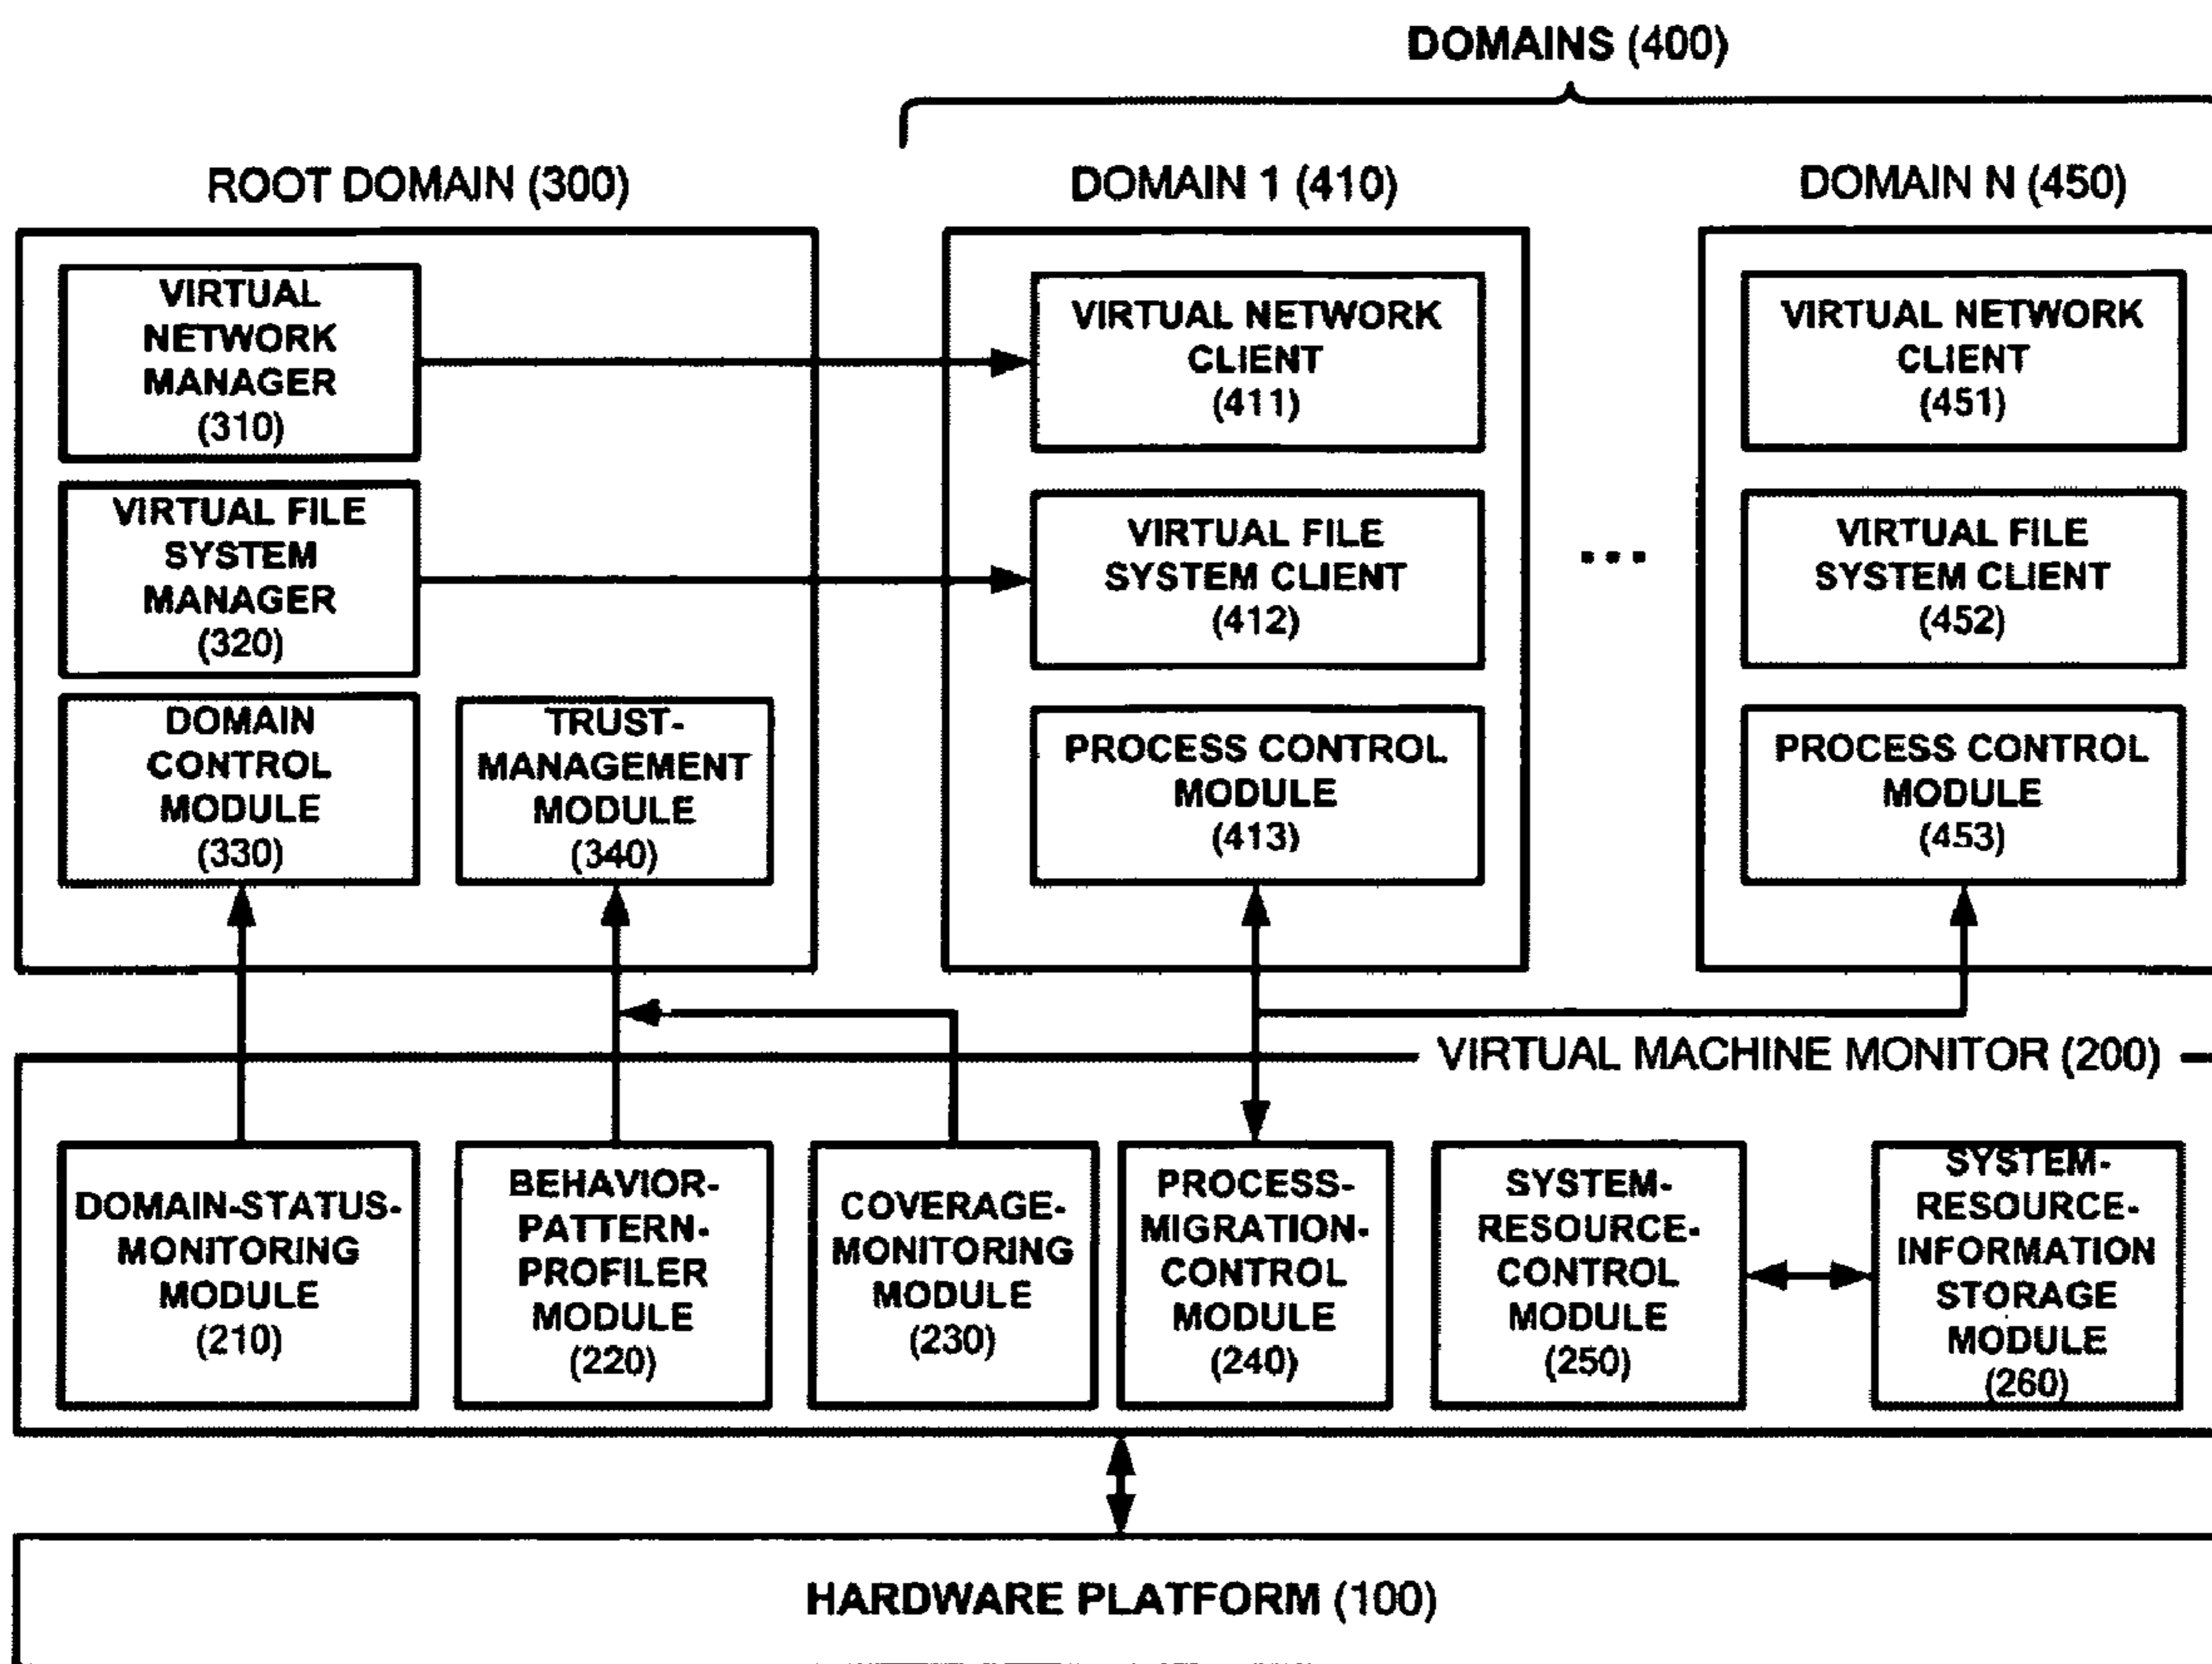 DOMAINS (400)
ROOT DOMAIN (300)
DOMAIN 1 (410)
DOMAIN N (450)
VIRTUAL
NETWORK
MANAGER
(310)
VIRTUAL FILE
SYSTEM
MANAGER
(320)
DOMAIN
CONTROL
MODULE
(330)
TRUST-
MANAGEMENT
MODULE
(340)
VIRTUAL NETWORK
CLIENT
(411)
VIRTUAL FILE
SYSTEM CLIENT
(412)
PROCESS CONTROL
MODULE
(413)
...
VIRTUAL NETWORK
CLIENT
(451)
VIRTUAL FILE
SYSTEM CLIENT
(452)
PROCESS CONTROL
MODULE
(453)
VIRTUAL MACHINE MONITOR (200)
DOMAIN-STATUS-
MONITORING
MODULE
(210)
BEHAVIOR-
PATTERN-
PROFILER
MODULE
(220)
COVERAGE-
MONITORING
MODULE
(230)
PROCESS-
MIGRATION-
CONTROL
MODULE
(240)
SYSTEM-
RESOURCE-
CONTROL
MODULE
(250)
SYSTEM-
RESOURCE-
INFORMATION
STORAGE
MODULE
(260)
HARDWARE PLATFORM (100)